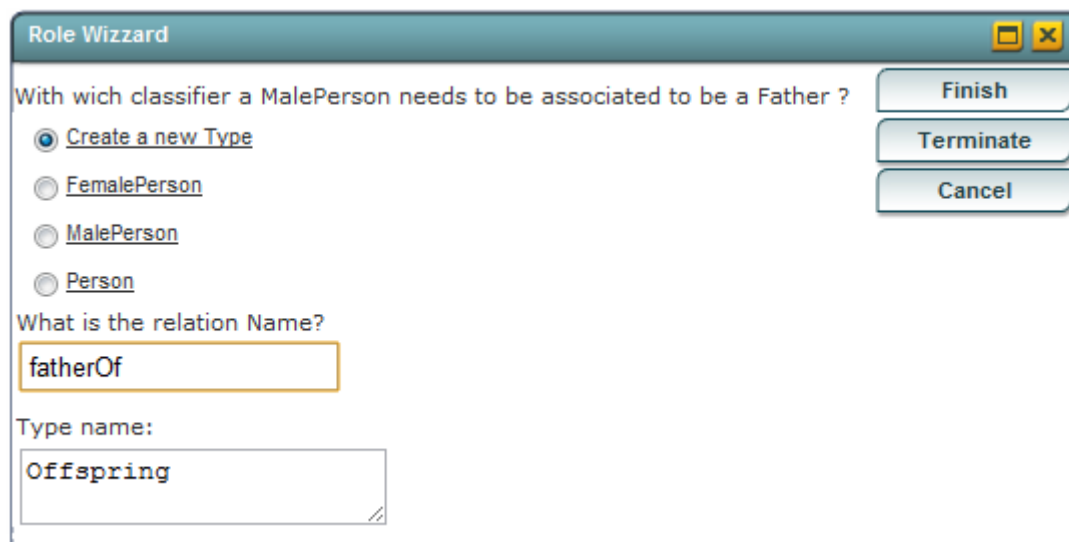 Role Wizzard
With wich classifier a MalePerson needs to be associated to be a Father ?
Finish
Create a new Type
Terminate
FemalePerson
Cancel
MalePerson
Person
What is the relation Name?
fatherOf
Type name:
Offspring